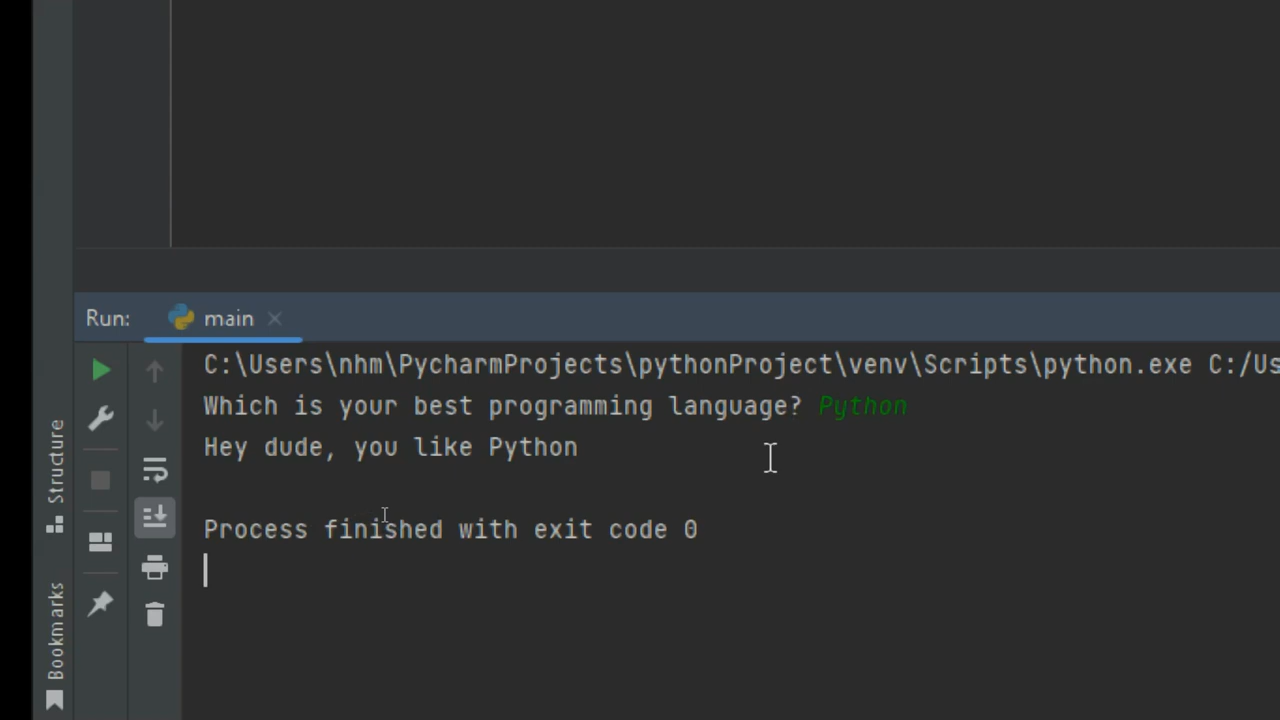 Run: main
C:\Users\nhm\PycharmProjects\pythonProject\venv\Scripts\python.exe C:/Us
Which is your best programming language? Python
Hey dude, you like Python
Process finished with exit code 0
Structure
Bookmarks